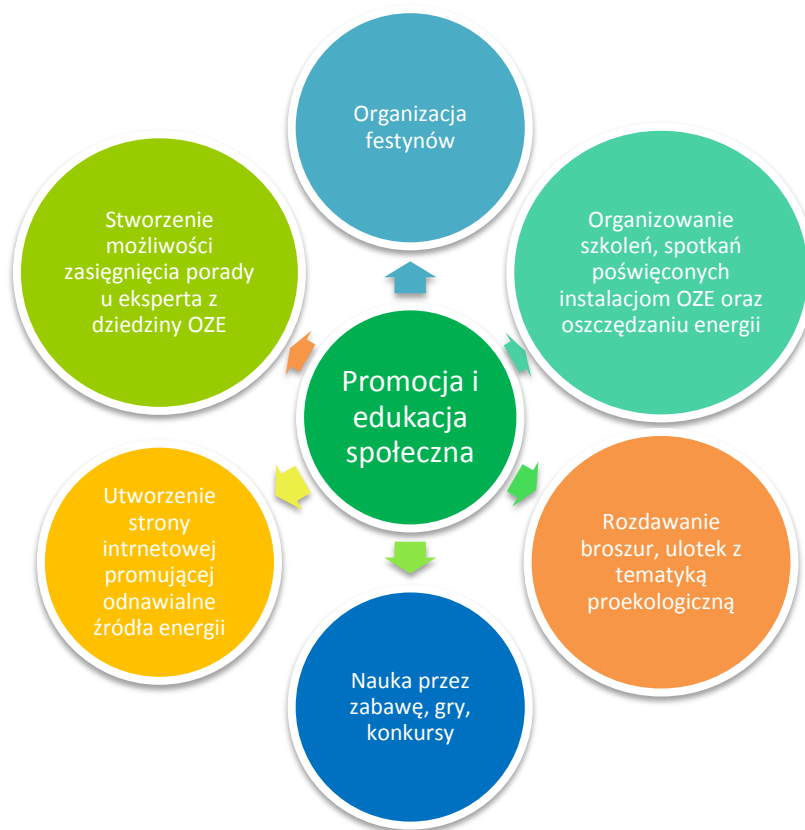 Organizacja
festynów
Stworzenie
możliwości
zasięgnięcia porady
u eksperta z
dziedziny OZE
Organizowanie
szkoleń, spotkań
poświęconych
instalacjom OZE oraz
oszczędzaniu energii
Promocja i
edukacja
społeczna
Utworzenie
strony
intrnetowej
promującej
odnawialne
źródła energii
Rozdawanie
broszur, ulotek z
tematyką
proekologiczną
Nauka przez
zabawę, gry,
konkursy